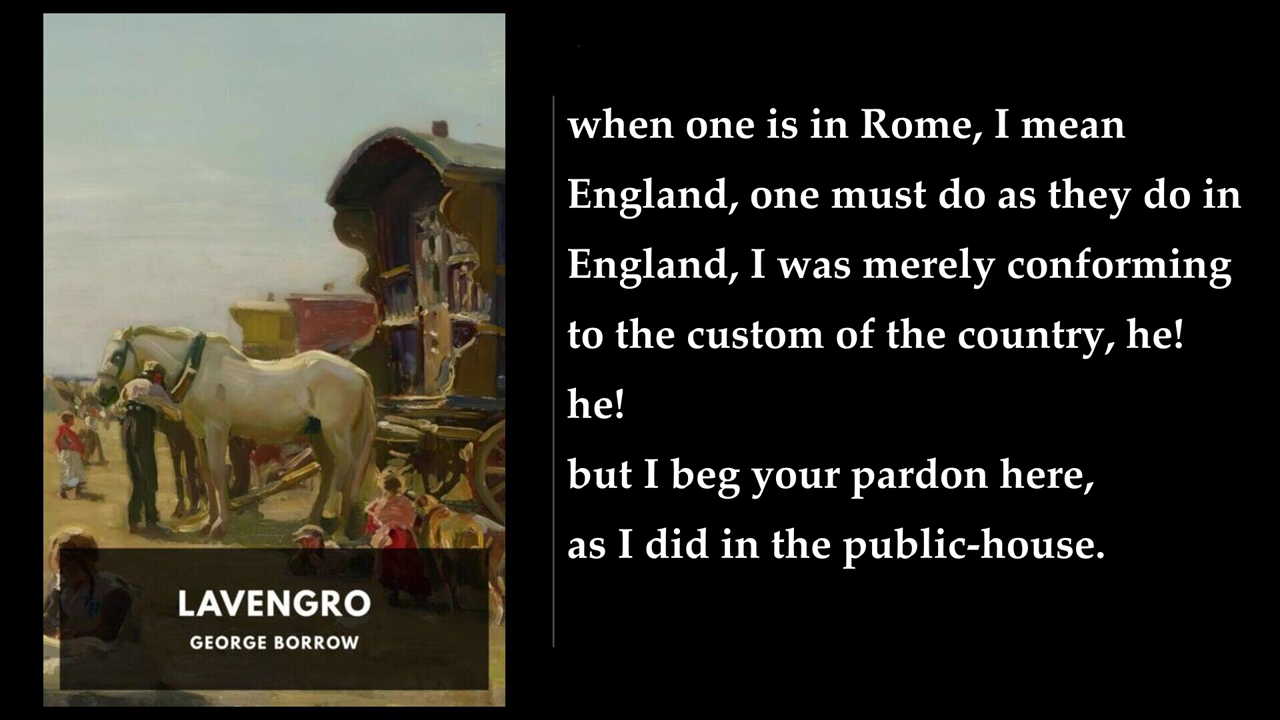 LAVENGRO
GEORGE BORROW
when one is in Rome, I mean
England, one must do as they do in
England, I was merely conforming
to the custom of the country, he!
he!
but I beg your pardon here,
as I did in the public-house.